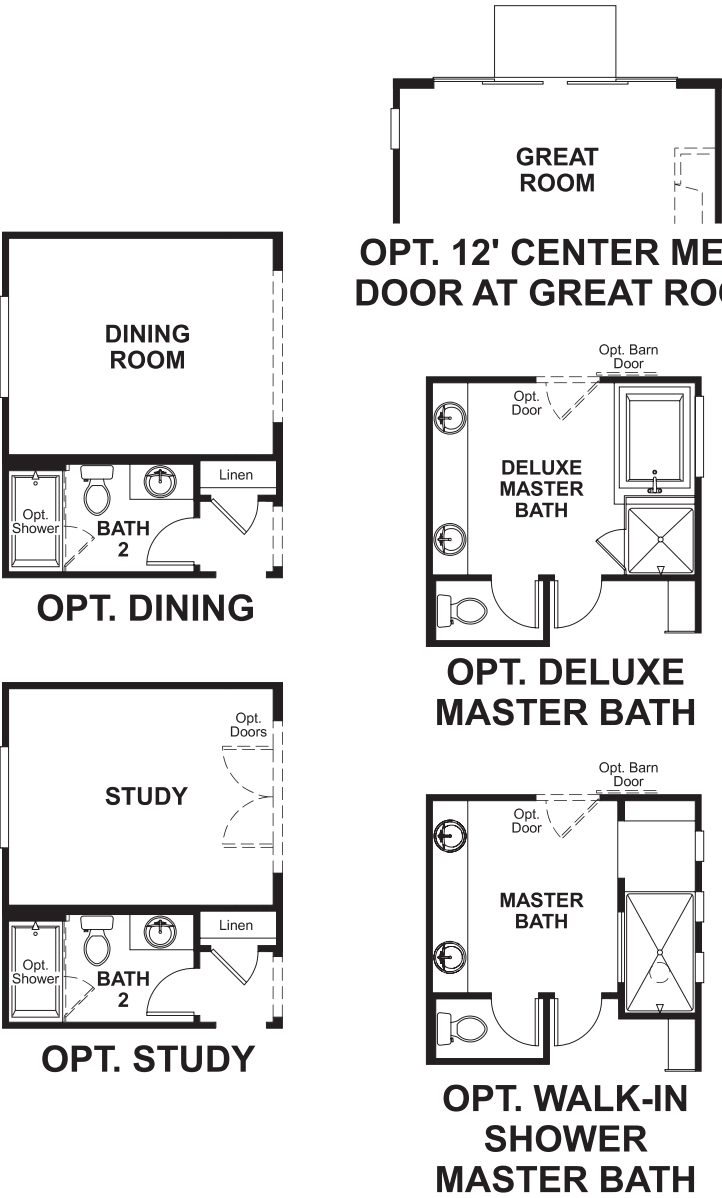 GREAT
ROOM
OPT. 12' CENTER ME
DOOR AT GREAT ROO
DINING
ROOM
Linen
Opt.
Shower
BATH
2
OPT. DINING
Opt. Barn
Door
Opt.
Door
DELUXE
MASTER
BATH
OPT. DELUXE
MASTER BATH
Opt.
Doors
STUDY
Linen
Opt.
Shower
BATH
2
OPT. STUDY
Opt. Barn
Door
Opt.
Door
MASTER
BATH
OPT. WALK-IN
SHOWER
MASTER BATH